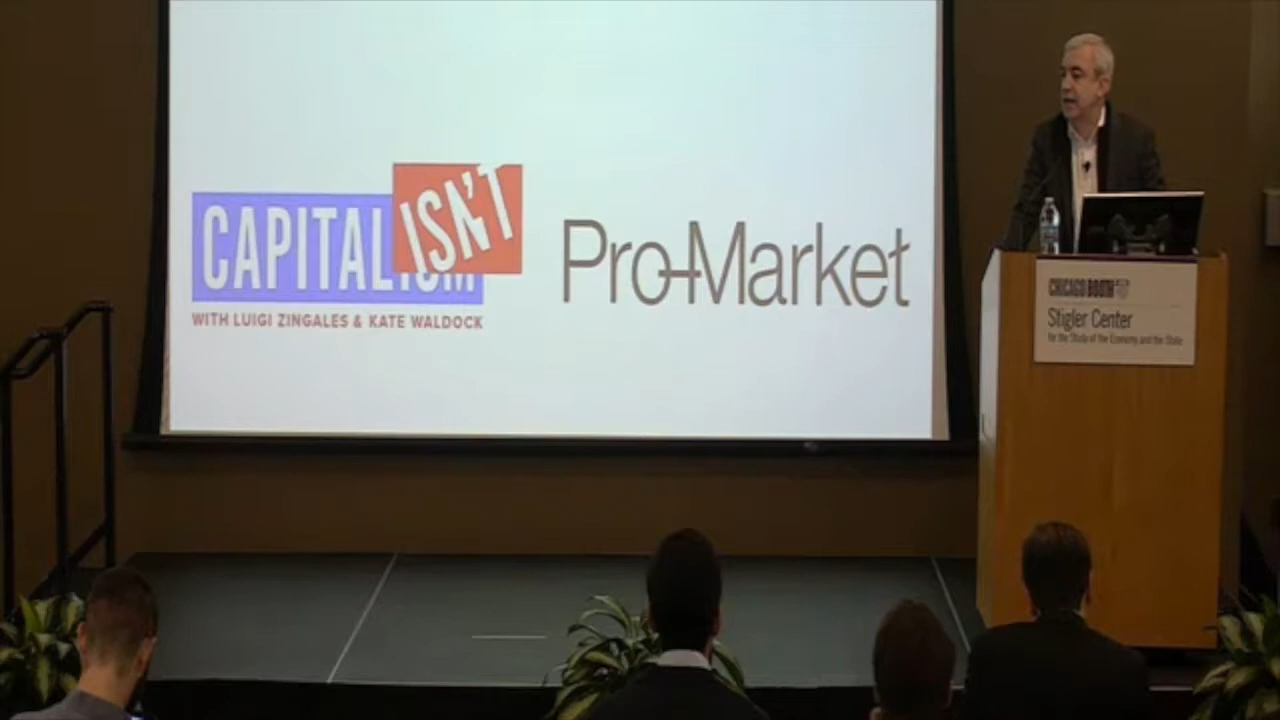 CAPITALISM
ISN'T
WITH LUIGI ZINGALES & KATE WALDOCK
Pro-Market
CHICAGO BOOTH
Stigler Center
for the Study of the Economy and the State